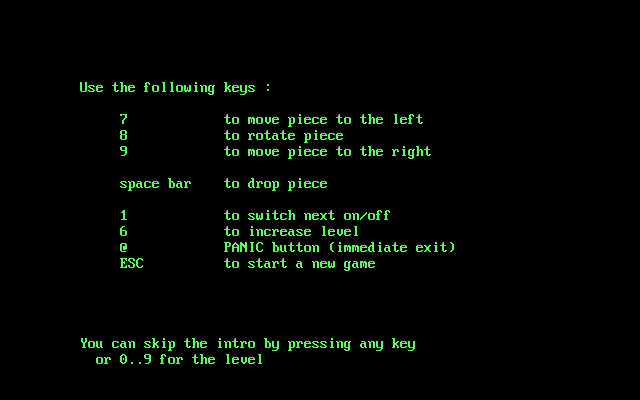 Use the following keys :
7 to move piece to the left
8 to rotate piece
9 to move piece to the right
space bar to drop piece
1 to switch next on/off
6 to increase level
@ PANIC button (immediate exit)
ESC to start a new game
You can skip the intro by pressing any key
or 0..9 for the level